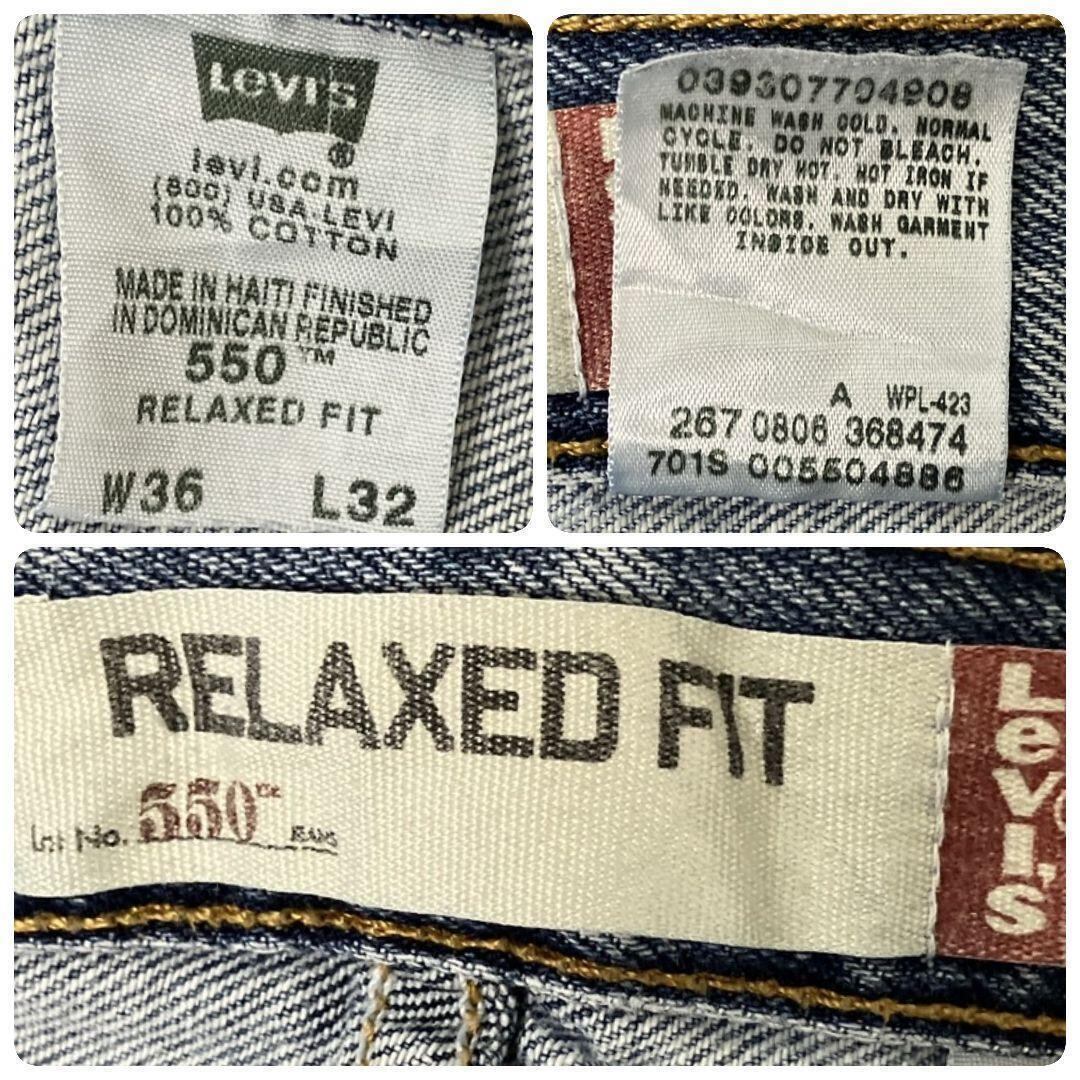 Levi's
®
levi.com
(800) USA-LEVI
100% COTTON
MADE IN HAITI FINISHED
IN DOMINICAN REPUBLIC
550™
RELAXED FIT
W36 L32
039307704908
MACHINE WASH COLD. NORMAL
CYCLE. DO NOT BLEACH.
TUMBLE DRY HOT. HOT IRON IF
NEEDED. WASH AND DRY WITH
LIKE COLORS. WASH GARMENT
INSIDE OUT.
A WPL-423
267 0806 368474
701S 005504886
RELAXED FIT
Lot No. 550™ JEANS
Levi's